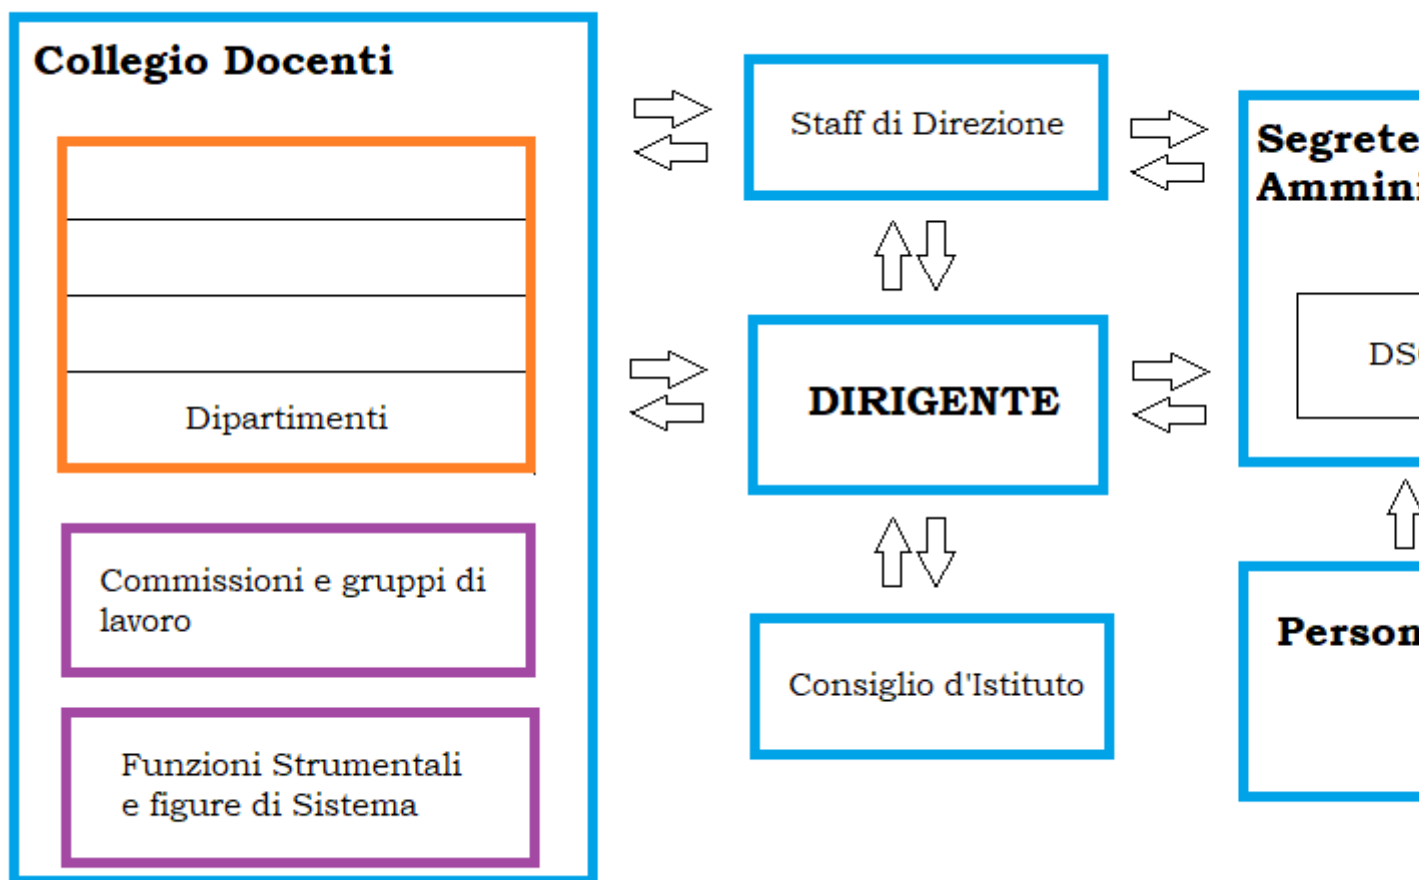 Collegio Docenti
Dipartimenti
Commissioni e gruppi di
lavoro
Funzioni Strumentali
e figure di Sistema
Staff di Direzione
DIRIGENTE
Consiglio d'Istituto